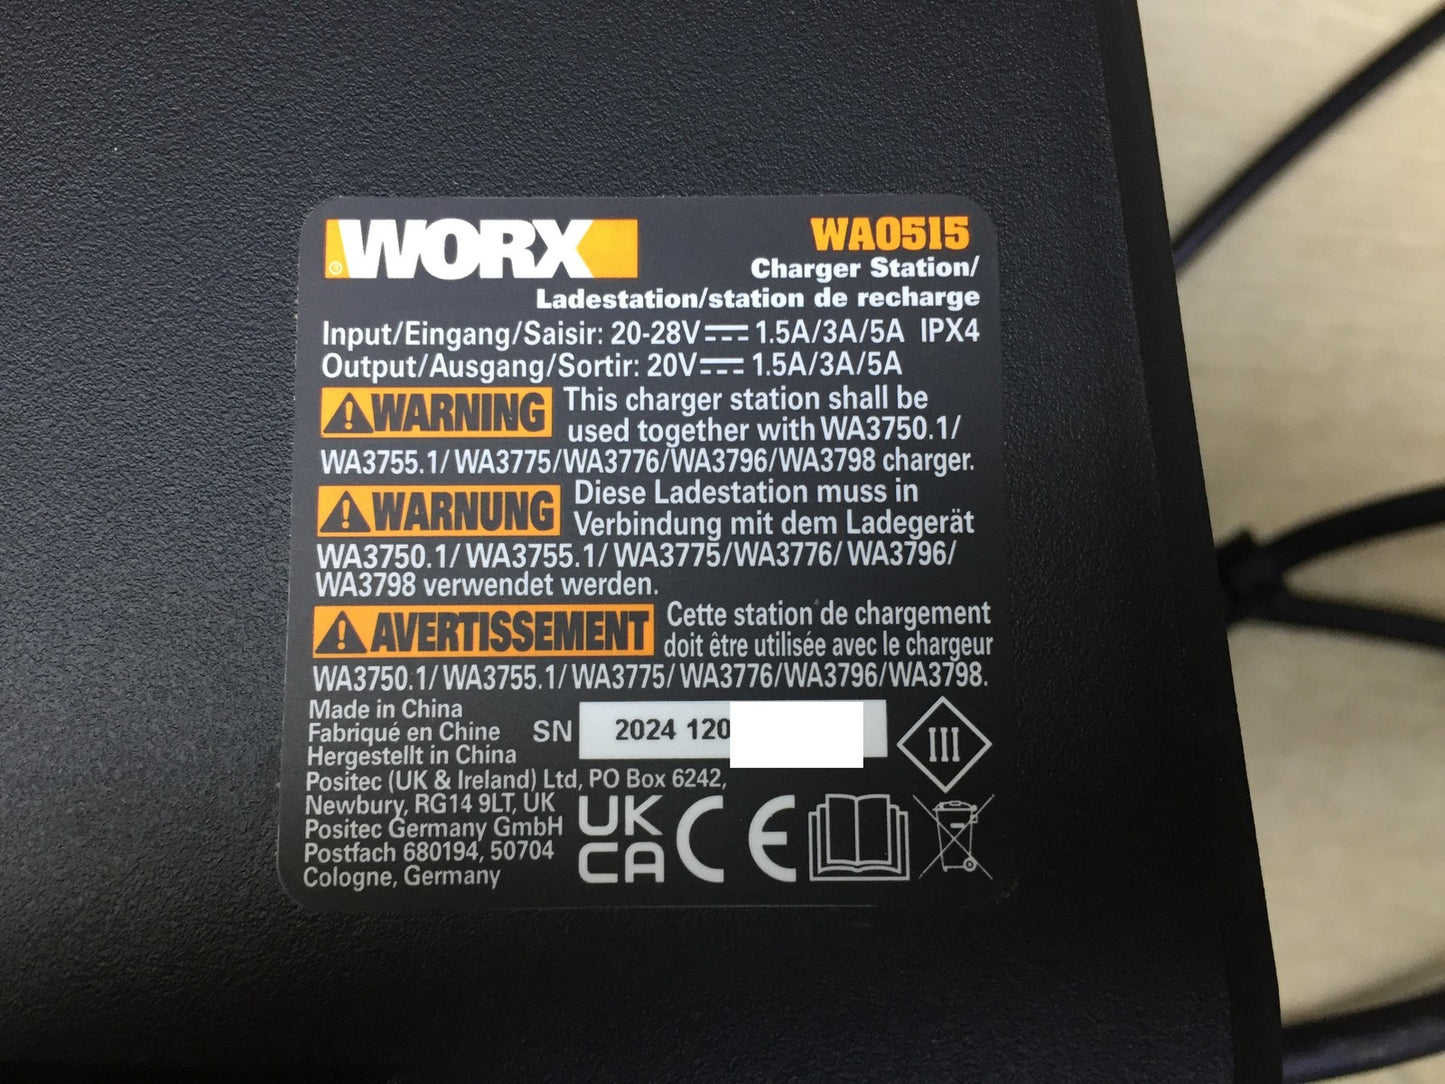 WORX ®
WA0515
Charger Station/
Ladestation/station de recharge
Input/Eingang/Saisir: 20-28V 1.5A/3A/5A IPX4
Output/Ausgang/Sortir: 20V 1.5A/3A/5A
WARNING This charger station shall be
used together with WA3750.1/
WA3755.1/ WA3775/WA3776/WA3796/WA3798 charger.
WARNUNG Diese Ladestation muss in
Verbindung mit dem Ladegerät
WA3750.1/ WA3755.1/ WA3775/WA3776/ WA3796/
WA3798 verwendet werden.
AVERTISSEMENT Cette station de chargement
doit être utilisée avec le chargeur
WA3750.1/ WA3755.1/ WA3775/ WA3776/WA3796/WA3798.
Made in China
Fabriqué en Chine
Hergestellt in China
SN 2024 120
III
Positec (UK & Ireland) Ltd, PO Box 6242,
Newbury, RG14 9LT, UK
Positec Germany GmbH
Postfach 680194, 50704
Cologne, Germany
UK
CA
CE